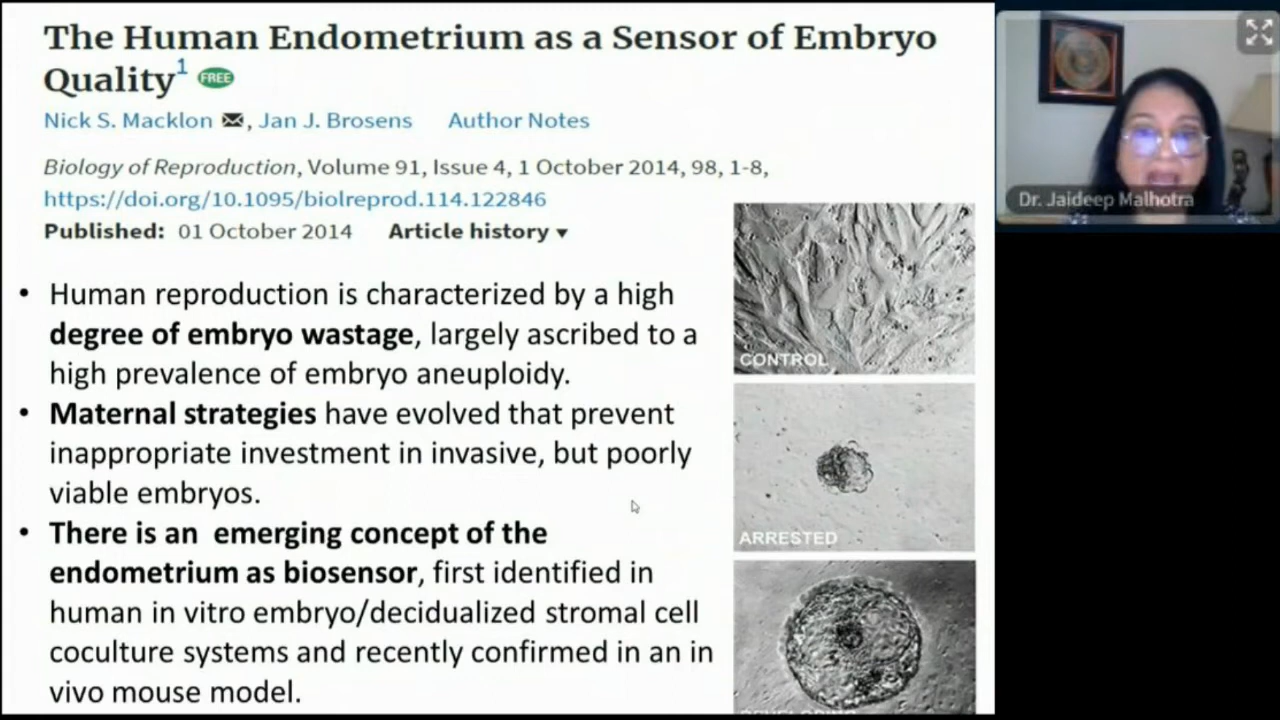 The Human Endometrium as a Sensor of Embryo
Quality1 FREE
Nick S. Macklon , Jan J. Brosens Author Notes
Biology of Reproduction, Volume 91, Issue 4, 1 October 2014, 98, 1-8,
https://doi.org/10.1095/biolreprod.114.122846
Published: 01 October 2014 Article history ▾
• Human reproduction is characterized by a high
degree of embryo wastage, largely ascribed to a
high prevalence of embryo aneuploidy.
• Maternal strategies have evolved that prevent
inappropriate investment in invasive, but poorly
viable embryos.
• There is an emerging concept of the
endometrium as biosensor, first identified in
human in vitro embryo/decidualized stromal cell
coculture systems and recently confirmed in an in
vivo mouse model.
CONTROL
ARRESTED
DEVELOPING
Dr. Jaideep Malhotra